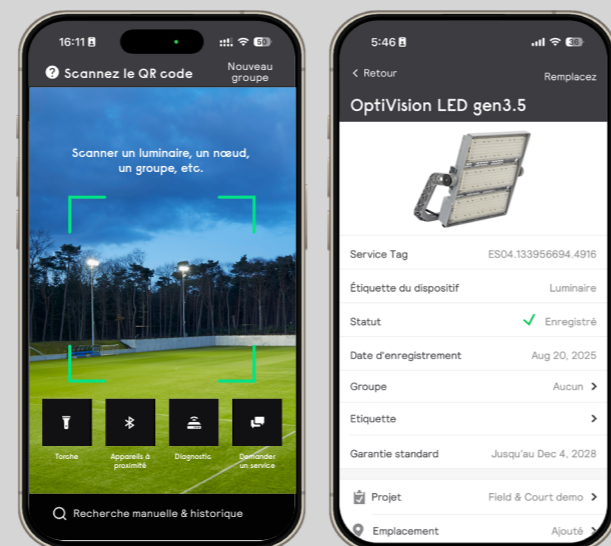 16:11
50
Scannez le QR code
Nouveau
groupe
Scanner un luminaire, un nœud,
un groupe, etc.
Torche
Appareils à
proximité
Diagnostic
Demander
un service
Recherche manuelle & historique
5:46
Retour
Remplacez
OptiVision LED gen3.5
Service Tag
ES04.133956694.4916
Étiquette du dispositif
Luminaire
Statut
Enregistré
Date d'enregistrement
Aug 20, 2025
Groupe
Aucun
Etiquette
Garantie standard
Jusqu'au Dec 4, 2028
Projet
Field & Court demo
Emplacement
Ajouté